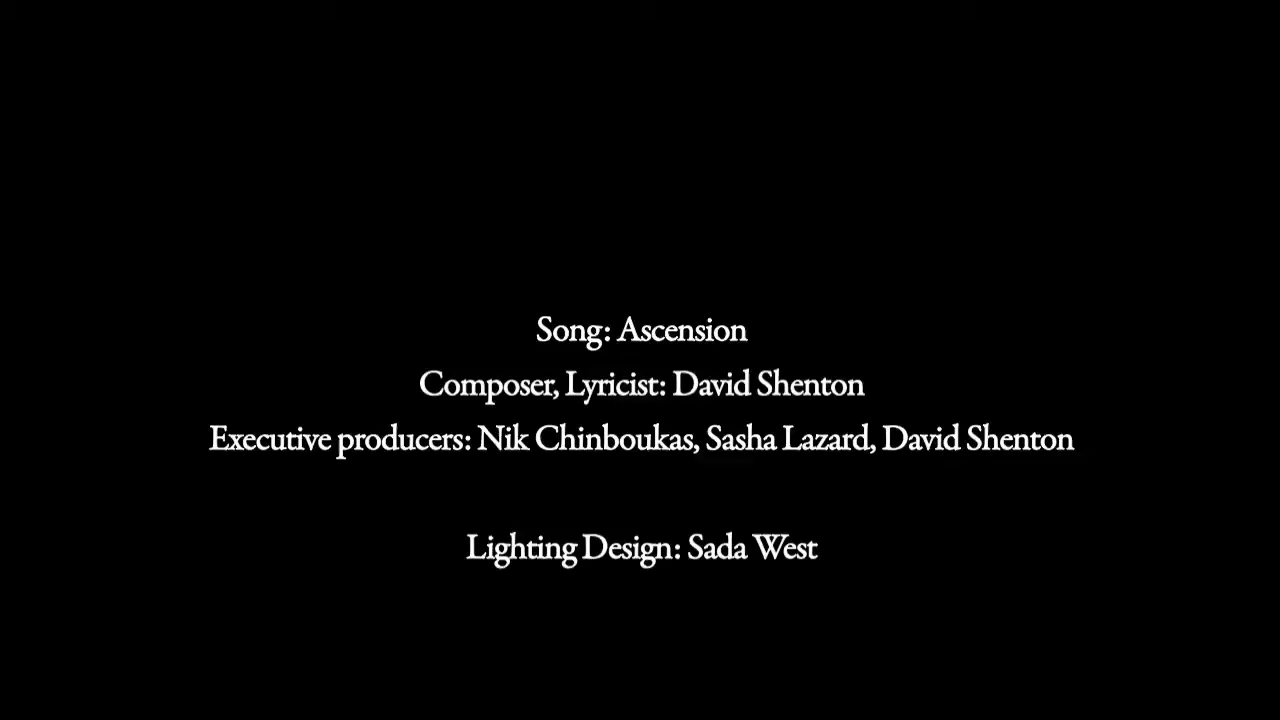 Song: Ascension
Composer, Lyricist: David Shenton
Executive producers: Nik Chinboukas, Sasha Lazard, David Shenton
Lighting Design: Sada West